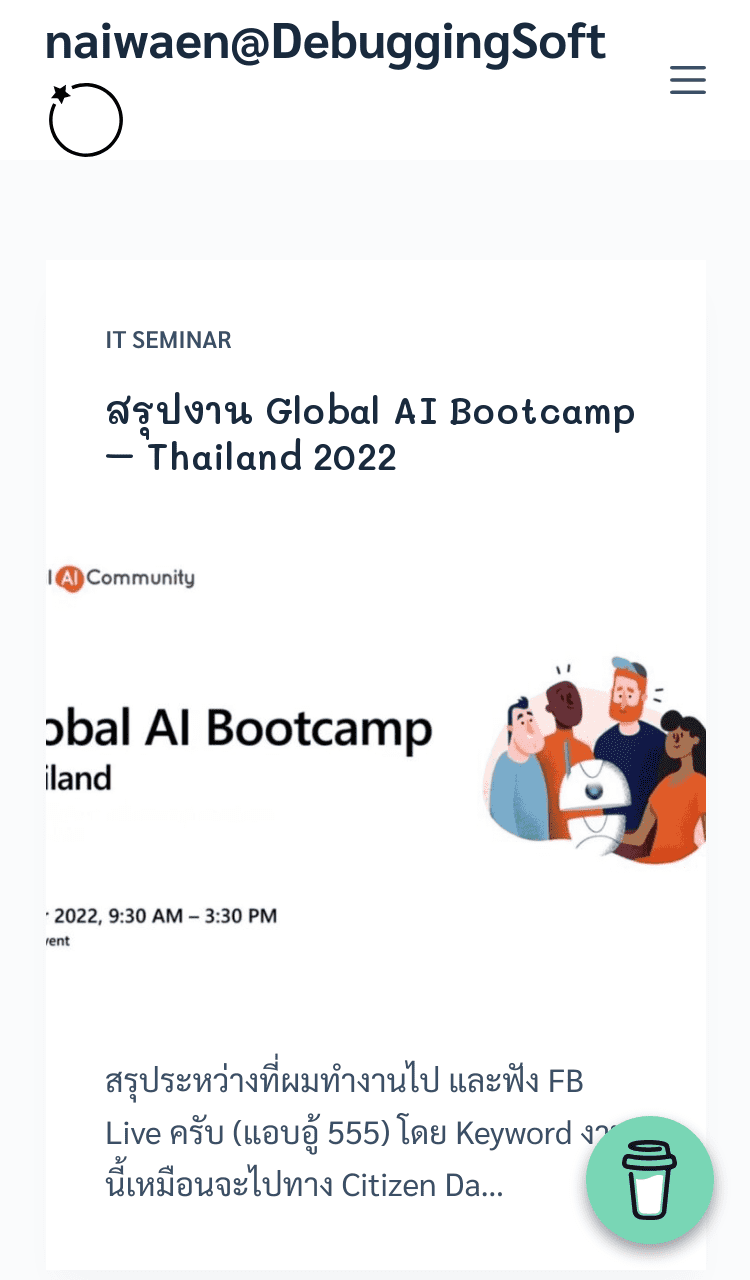 naiwaen@DebuggingSoft
IT SEMINAR
สรุปงาน Global AI Bootcamp
– Thailand 2022
l AI Community
obal AI Bootcamp
iland
2022, 9:30 AM – 3:30 PM
vent
สรุประหว่างที่ผมทำงานไป และฟัง FB
Live ครับ (แอบอู้ 555) โดย Keyword
นี้เหมือนจะไปทาง Citizen Da...